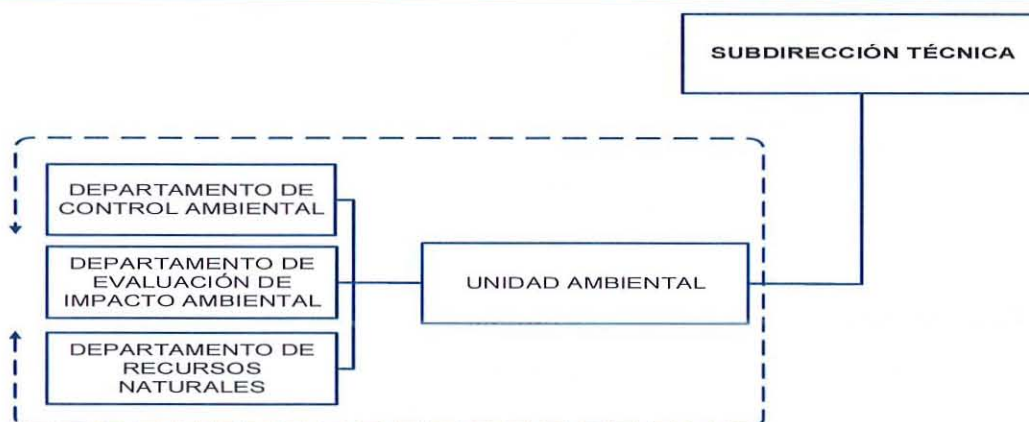 SUBDIRECCIÓN TÉCNICA
DEPARTAMENTO DE
CONTROL AMBIENTAL
DEPARTAMENTO DE
EVALUACIÓN DE
IMPACTO AMBIENTAL
UNIDAD AMBIENTAL
DEPARTAMENTO DE
RECURSOS
NATURALES